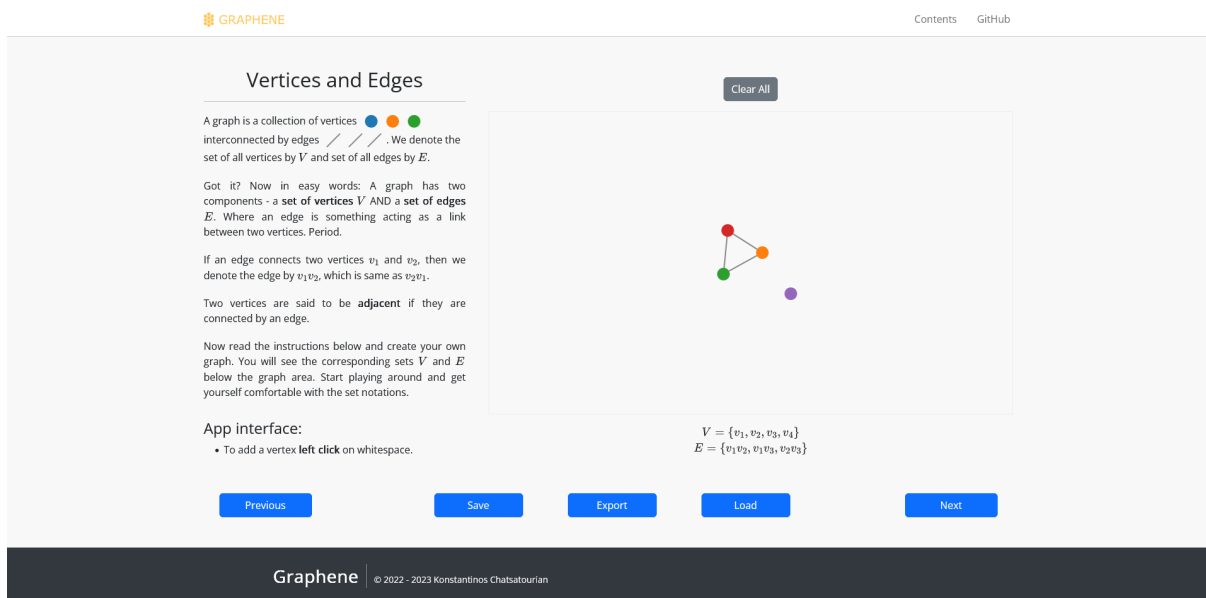 GRAPHENE
Contents GitHub
Vertices and Edges
Clear All
A graph is a collection of vertices
interconnected by edges . We denote the
set of all vertices by V and set of all edges by E.
Got it? Now in easy words: A graph has two
components - a set of vertices V AND a set of edges
E. Where an edge is something acting as a link
between two vertices. Period.
If an edge connects two vertices v₁ and v₂, then we
denote the edge by v₁v₂, which is same as v₂v₁.
Two vertices are said to be adjacent if they are
connected by an edge.
Now read the instructions below and create your own
graph. You will see the corresponding sets V and E
below the graph area. Start playing around and get
yourself comfortable with the set notations.
App interface:
• To add a vertex left click on whitespace.
V = {v₁, v₂, v₃, v₄}
E = {v₁v₂, v₁v₃, v₂v₃}
Previous Save Export Load Next
Graphene © 2022 - 2023 Konstantinos Chatsatourian